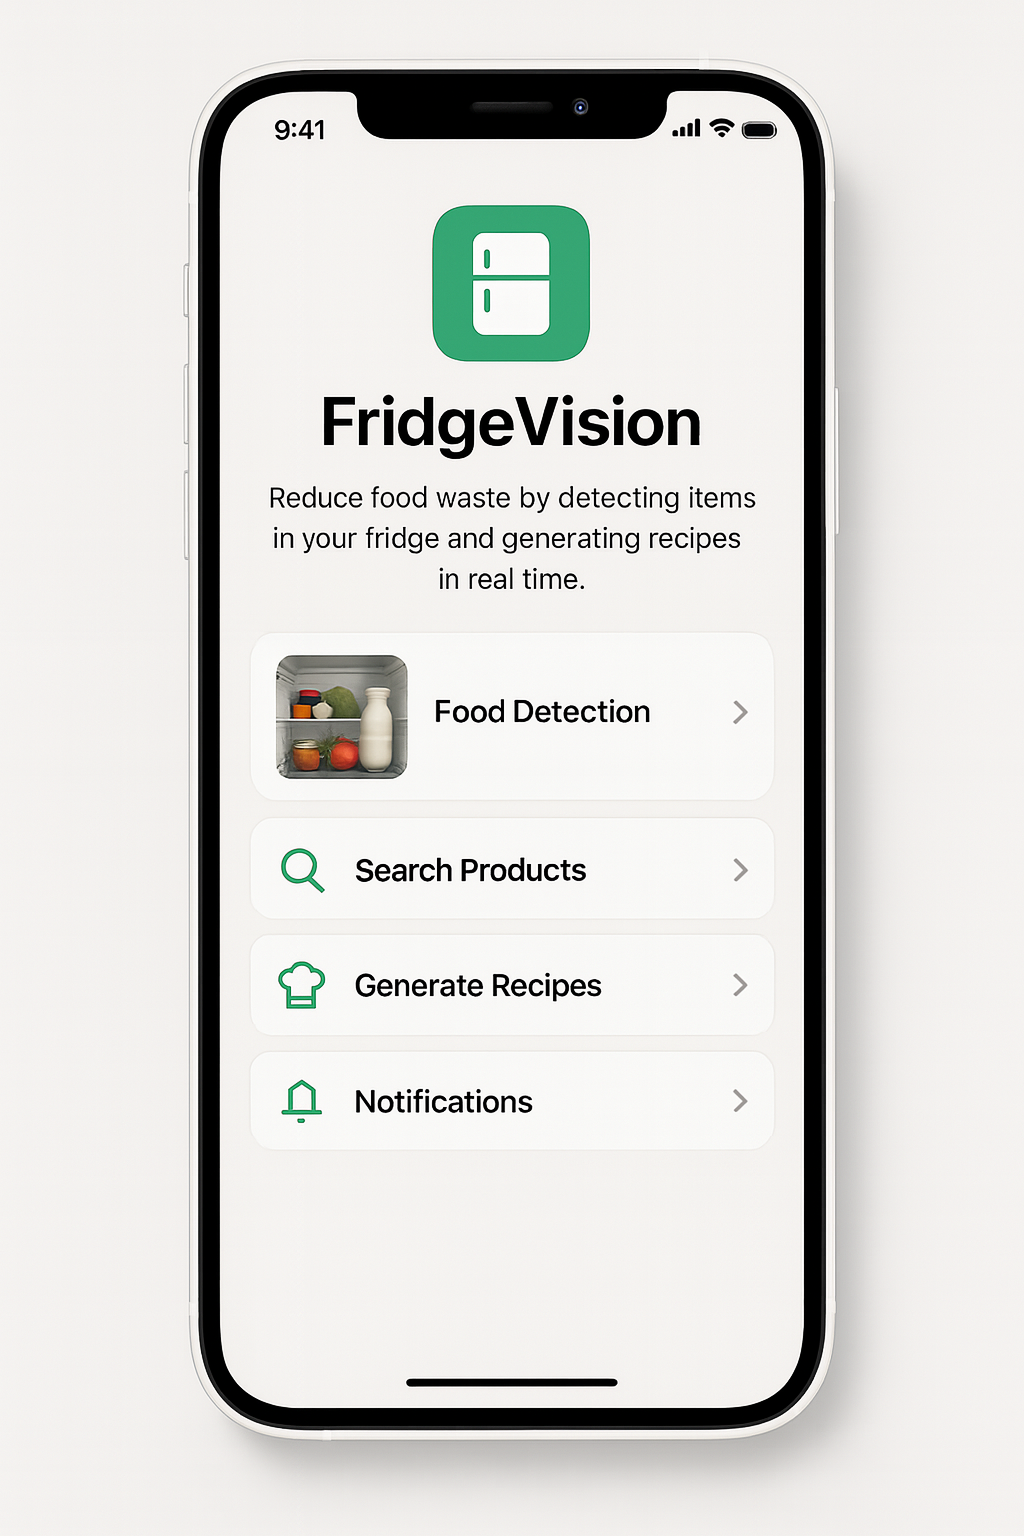 9:41
FridgeVision
Reduce food waste by detecting items
in your fridge and generating recipes
in real time.
Food Detection
Search Products
Generate Recipes
Notifications